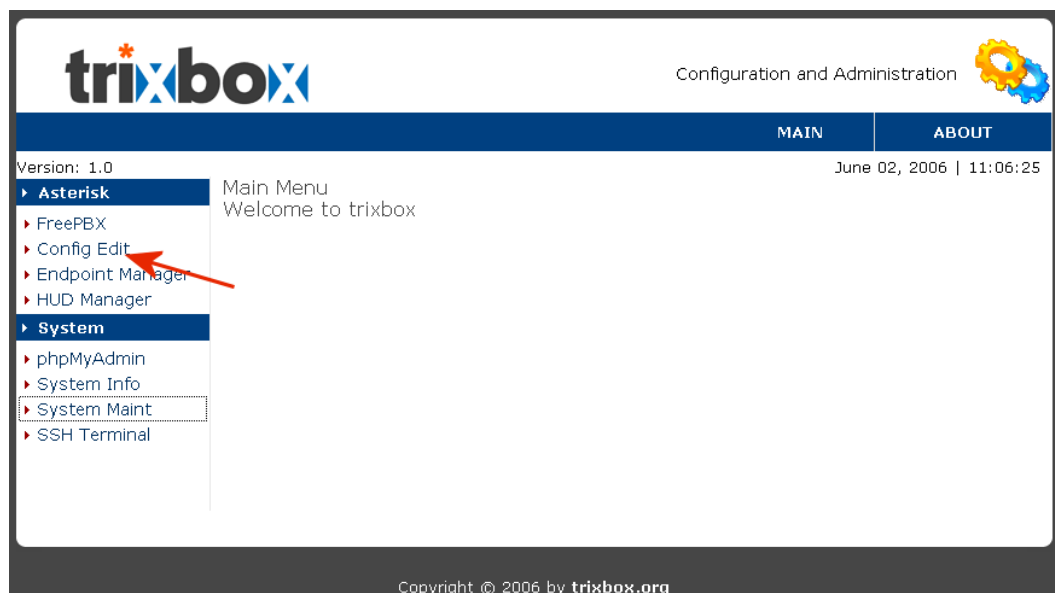 trixbox
Configuration and Administration
MAIN
ABOUT
Version: 1.0
June 02, 2006 | 11:06:25
Asterisk
Main Menu
Welcome to trixbox
FreePBX
Config Edit
Endpoint Manager
HUD Manager
System
phpMyAdmin
System Info
System Maint
SSH Terminal
Copyright © 2006 by trixbox.org